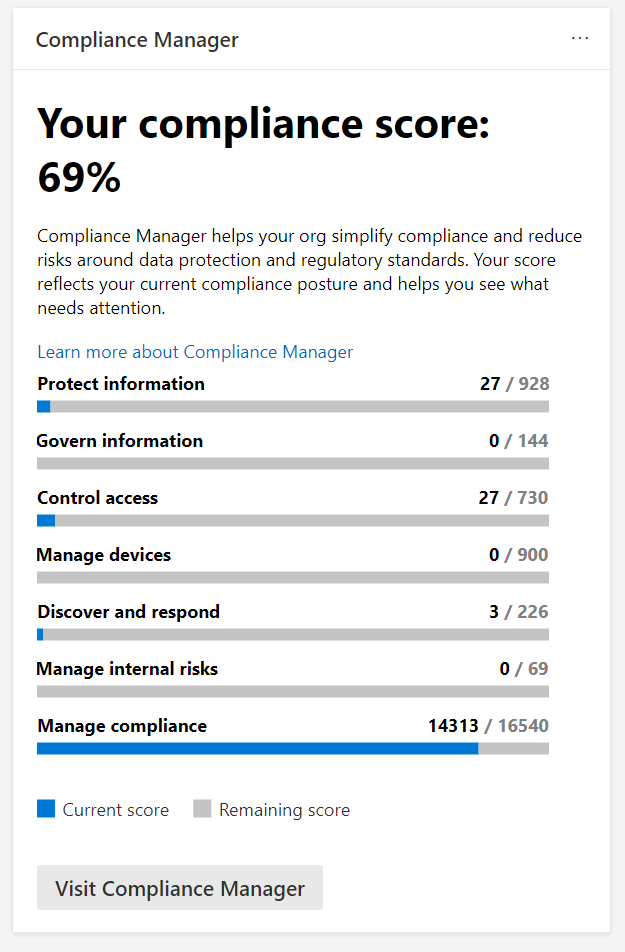 Compliance Manager ...
Your compliance score:
69%
Compliance Manager helps your org simplify compliance and reduce
risks around data protection and regulatory standards. Your score
reflects your current compliance posture and helps you see what
needs attention.
Learn more about Compliance Manager
Protect information 27 / 928
Govern information 0 / 144
Control access 27 / 730
Manage devices 0 / 900
Discover and respond 3 / 226
Manage internal risks 0 / 69
Manage compliance 14313 / 16540
Current score Remaining score
Visit Compliance Manager